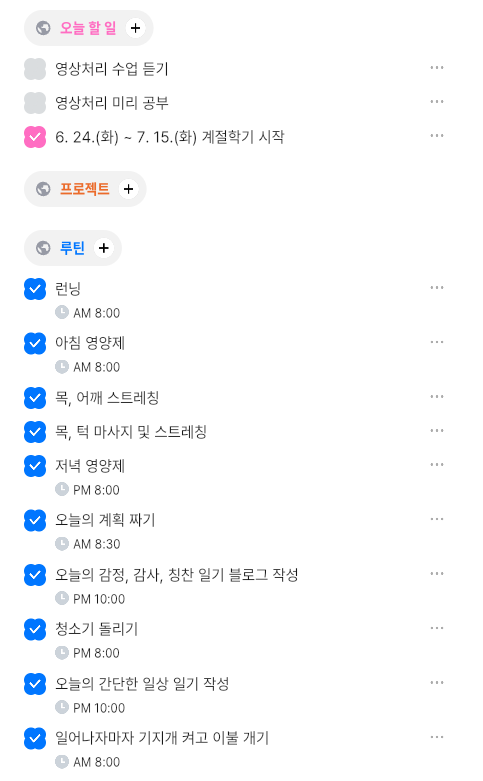 오늘 할 일 +
영상처리 수업 듣기
영상처리 미리 공부
6. 24.(화) ~ 7. 15.(화) 계절학기 시작
프로젝트 +
루틴 +
런닝
AM 8:00
아침 영양제
AM 8:00
목, 어깨 스트레칭
목, 턱 마사지 및 스트레칭
저녁 영양제
PM 8:00
오늘의 계획 짜기
AM 8:30
오늘의 감정, 감사, 칭찬 일기 블로그 작성
PM 10:00
청소기 돌리기
PM 8:00
오늘의 간단한 일상 일기 작성
PM 10:00
일어나자마자 기지개 켜고 이불 개기
AM 8:00